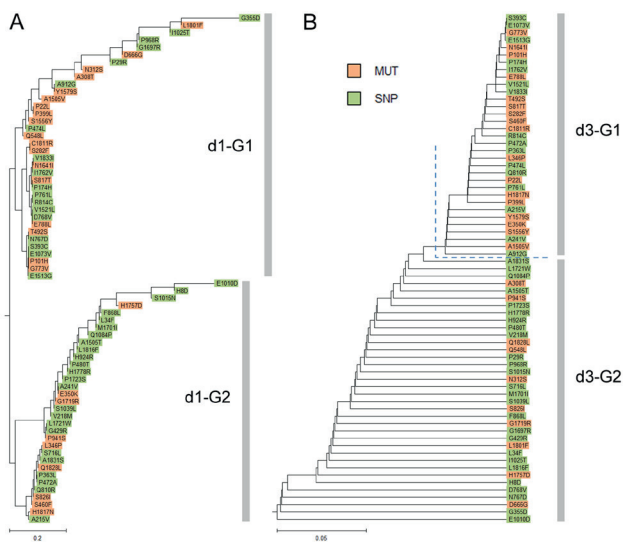 A
G355D
L1801F
I1025T
P968R
G1697R
D666G
P29R
N312S
A308T
A912G
Y1579S
A1505V
P22L
P399L
S1556Y
P474L
Q548L
C1811R
S282F
V1833I
N1641I
I1762V
S817T
P174H
P761L
R814C
V1521L
D768V
E788L
T492S
N767D
S393C
E1073V
P101H
G773V
E1513G
d1-G1
E1010D
H8D
S1015N
H1757D
F868L
L34F
M1701I
Q1084P
A1505T
L1816F
H924R
P480T
H1778R
P1723S
A241V
E350K
G1719R
S1039L
V218M
L1721W
G429R
P941S
L346P
S716L
A1831S
Q1828L
P363L
P472A
Q810R
S826I
S460F
H1817N
A215V
d1-G2
0.2
B
MUT
SNP
S393C
E1073V
G773V
E1513G
N1641I
P101H
P174H
I1762V
E788L
V1521L
V1833I
T492S
S817T
S282F
S460F
C1811R
R814C
P472A
P363L
L346P
P474L
Q810R
P22L
P761L
H1817N
P399L
A215V
Y1579S
E350K
S1556Y
A241V
A1505V
A912G
d3-G1
A1831S
L1721W
Q1084P
A308T
A1505T
P941S
P1723S
H1778R
H924R
P480T
V218M
Q1828L
Q548L
P29R
P968R
S1015N
N312S
S716L
M1701I
S1039L
S826I
F868L
G1719R
G1697R
G429R
L1801F
L34F
I1025T
L1816F
H1757D
H8D
D768V
N767D
D666G
G355D
E1010D
d3-G2
0.05